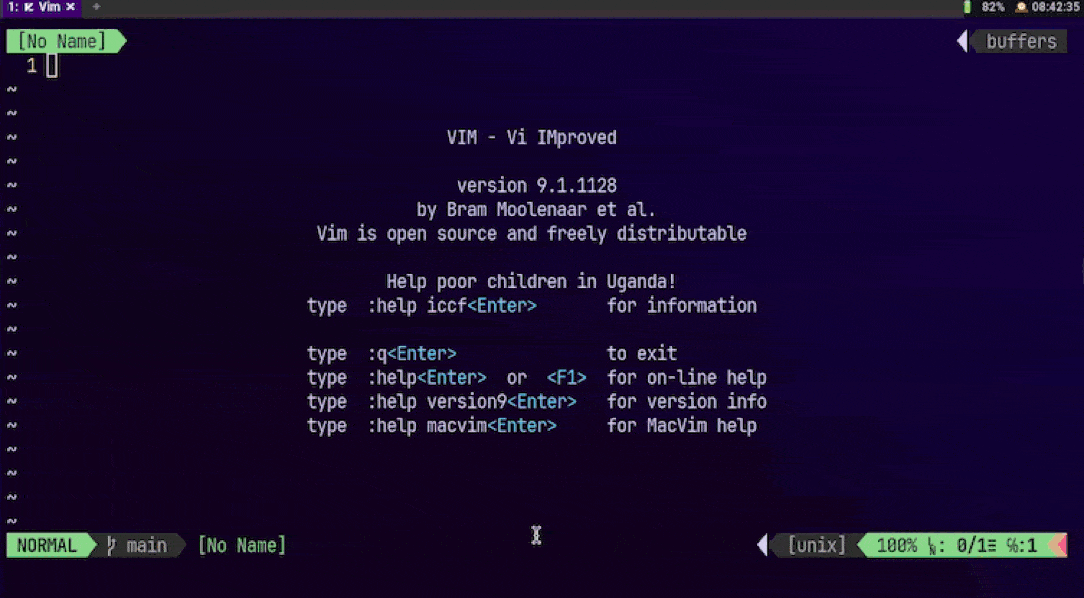 1: Vim × + 82% 08:42:35
[No Name] buffers
1
~
~
~ VIM - Vi IMproved
~
~ version 9.1.1128
~ by Bram Moolenaar et al.
~ Vim is open source and freely distributable
~
~ Help poor children in Uganda!
~ type :help iccf<Enter> for information
~
~ type :q<Enter> to exit
~ type :help<Enter> or <F1> for on-line help
~ type :help version9<Enter> for version info
~ type :help macvim<Enter> for MacVim help
~
~
~
~
NORMAL main [No Name] [unix] 100% ㏑: 0/1≡ ℅:1